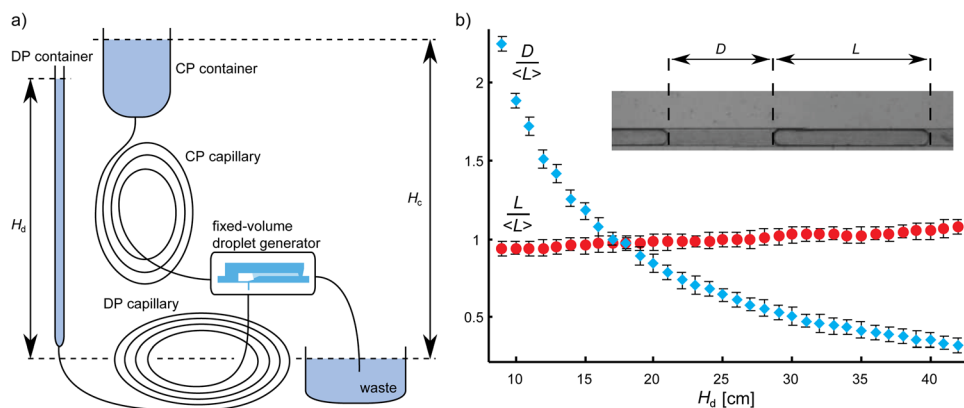 a)
DP container
CP container
CP capillary
H_d
H_c
fixed-volume
droplet generator
DP capillary
waste
b)
D
<L>
L
<L>
D
L
2
1.5
1
0.5
10 15 20 25 30 35 40
H_d [cm]